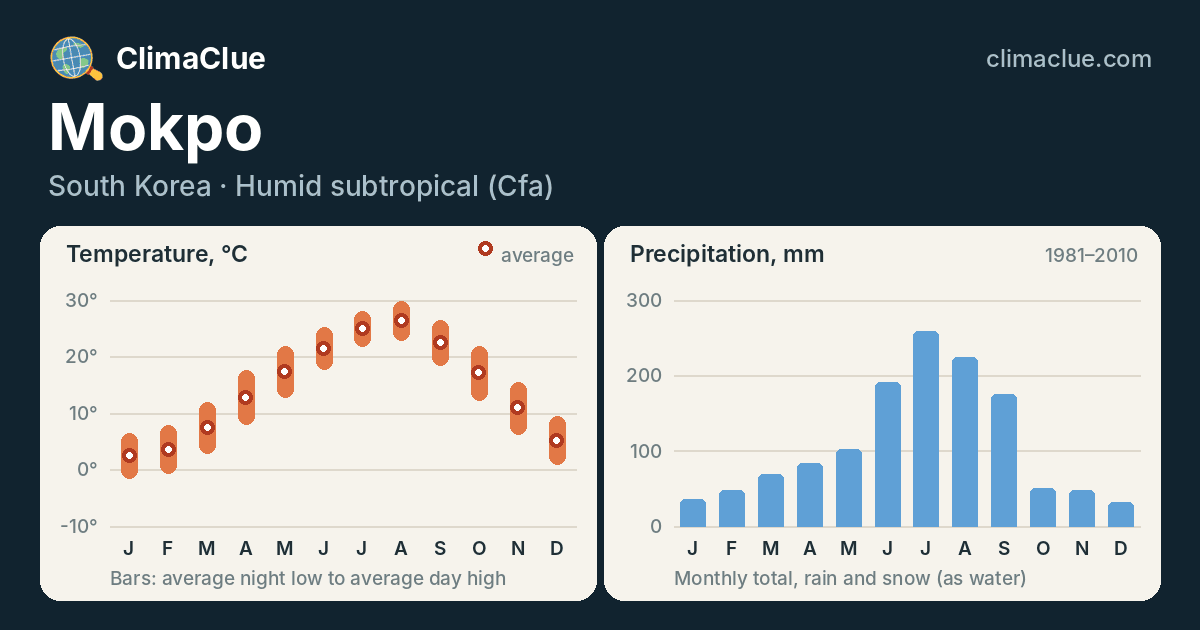 ClimaClue
climaclue.com
Mokpo
South Korea · Humid subtropical (Cfa)
Temperature, °C
average
30°
20°
10°
0°
-10°
J F M A M J J A S O N D
Bars: average night low to average day high
Precipitation, mm
1981–2010
300
200
100
0
J F M A M J J A S O N D
Monthly total, rain and snow (as water)